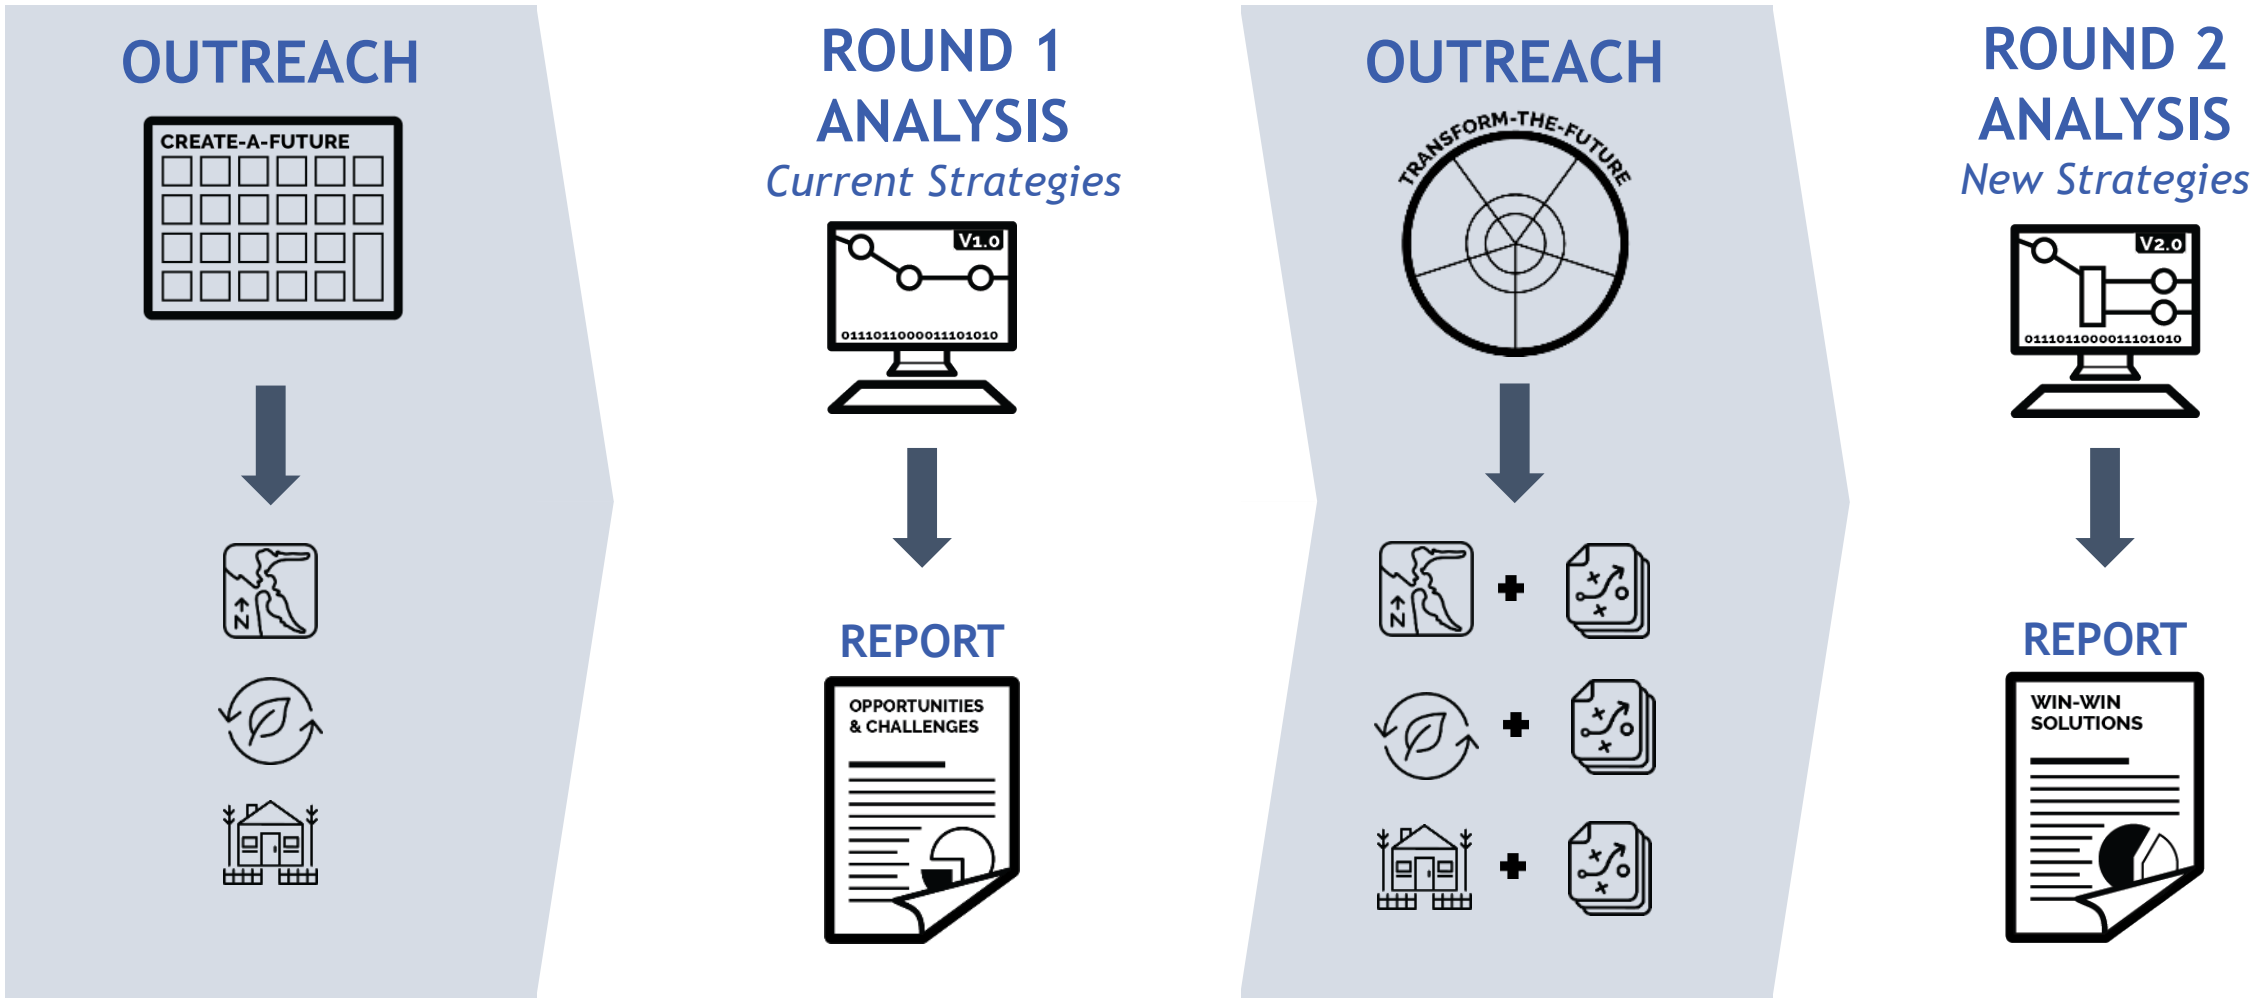 OUTREACH
CREATE-A-FUTURE
N
ROUND 1
ANALYSIS
Current Strategies
V1.0
0111011000011101010
REPORT
OPPORTUNITIES
& CHALLENGES
OUTREACH
TRANSFORM-THE-FUTURE
N
ROUND 2
ANALYSIS
New Strategies
V2.0
0111011000011101010
REPORT
WIN-WIN
SOLUTIONS